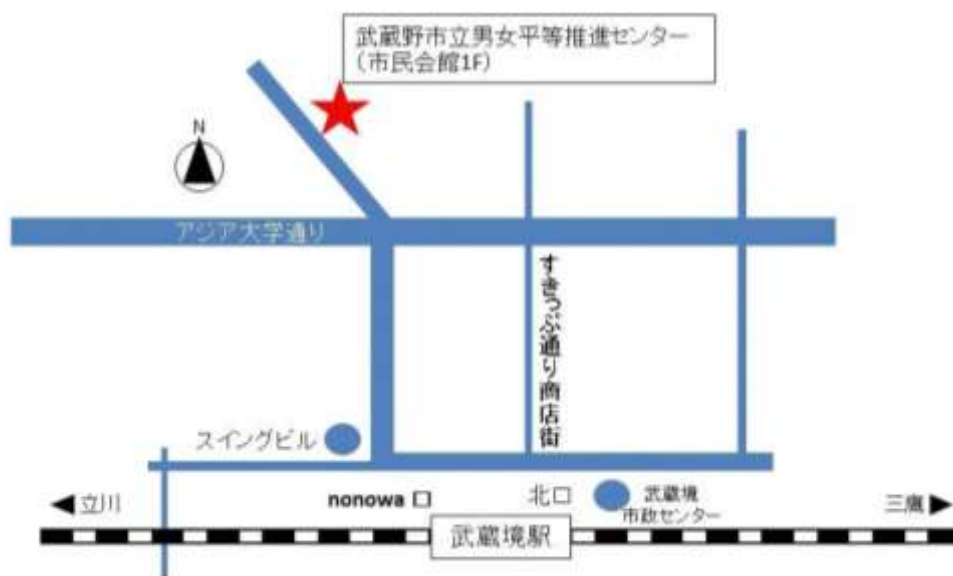 武蔵野市立男女平等推進センター
（市民会館1F）
N
アジア大学通り
すきっぷ通り商店街
スイングビル
立川
nonowa 口
北口
武蔵境
市政センター
三鷹
武蔵境駅